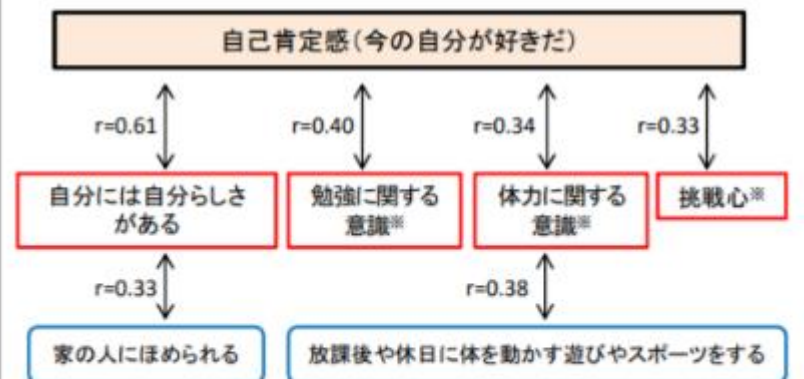 自己肯定感(今の自分が好きだ)
r=0.61
r=0.40
r=0.34
r=0.33
自分には自分らしさ
がある
勉強に関する
意識※
体力に関する
意識※
挑戦心※
r=0.33
r=0.38
家の人にほめられる
放課後や休日に体を動かす遊びやスポーツをする